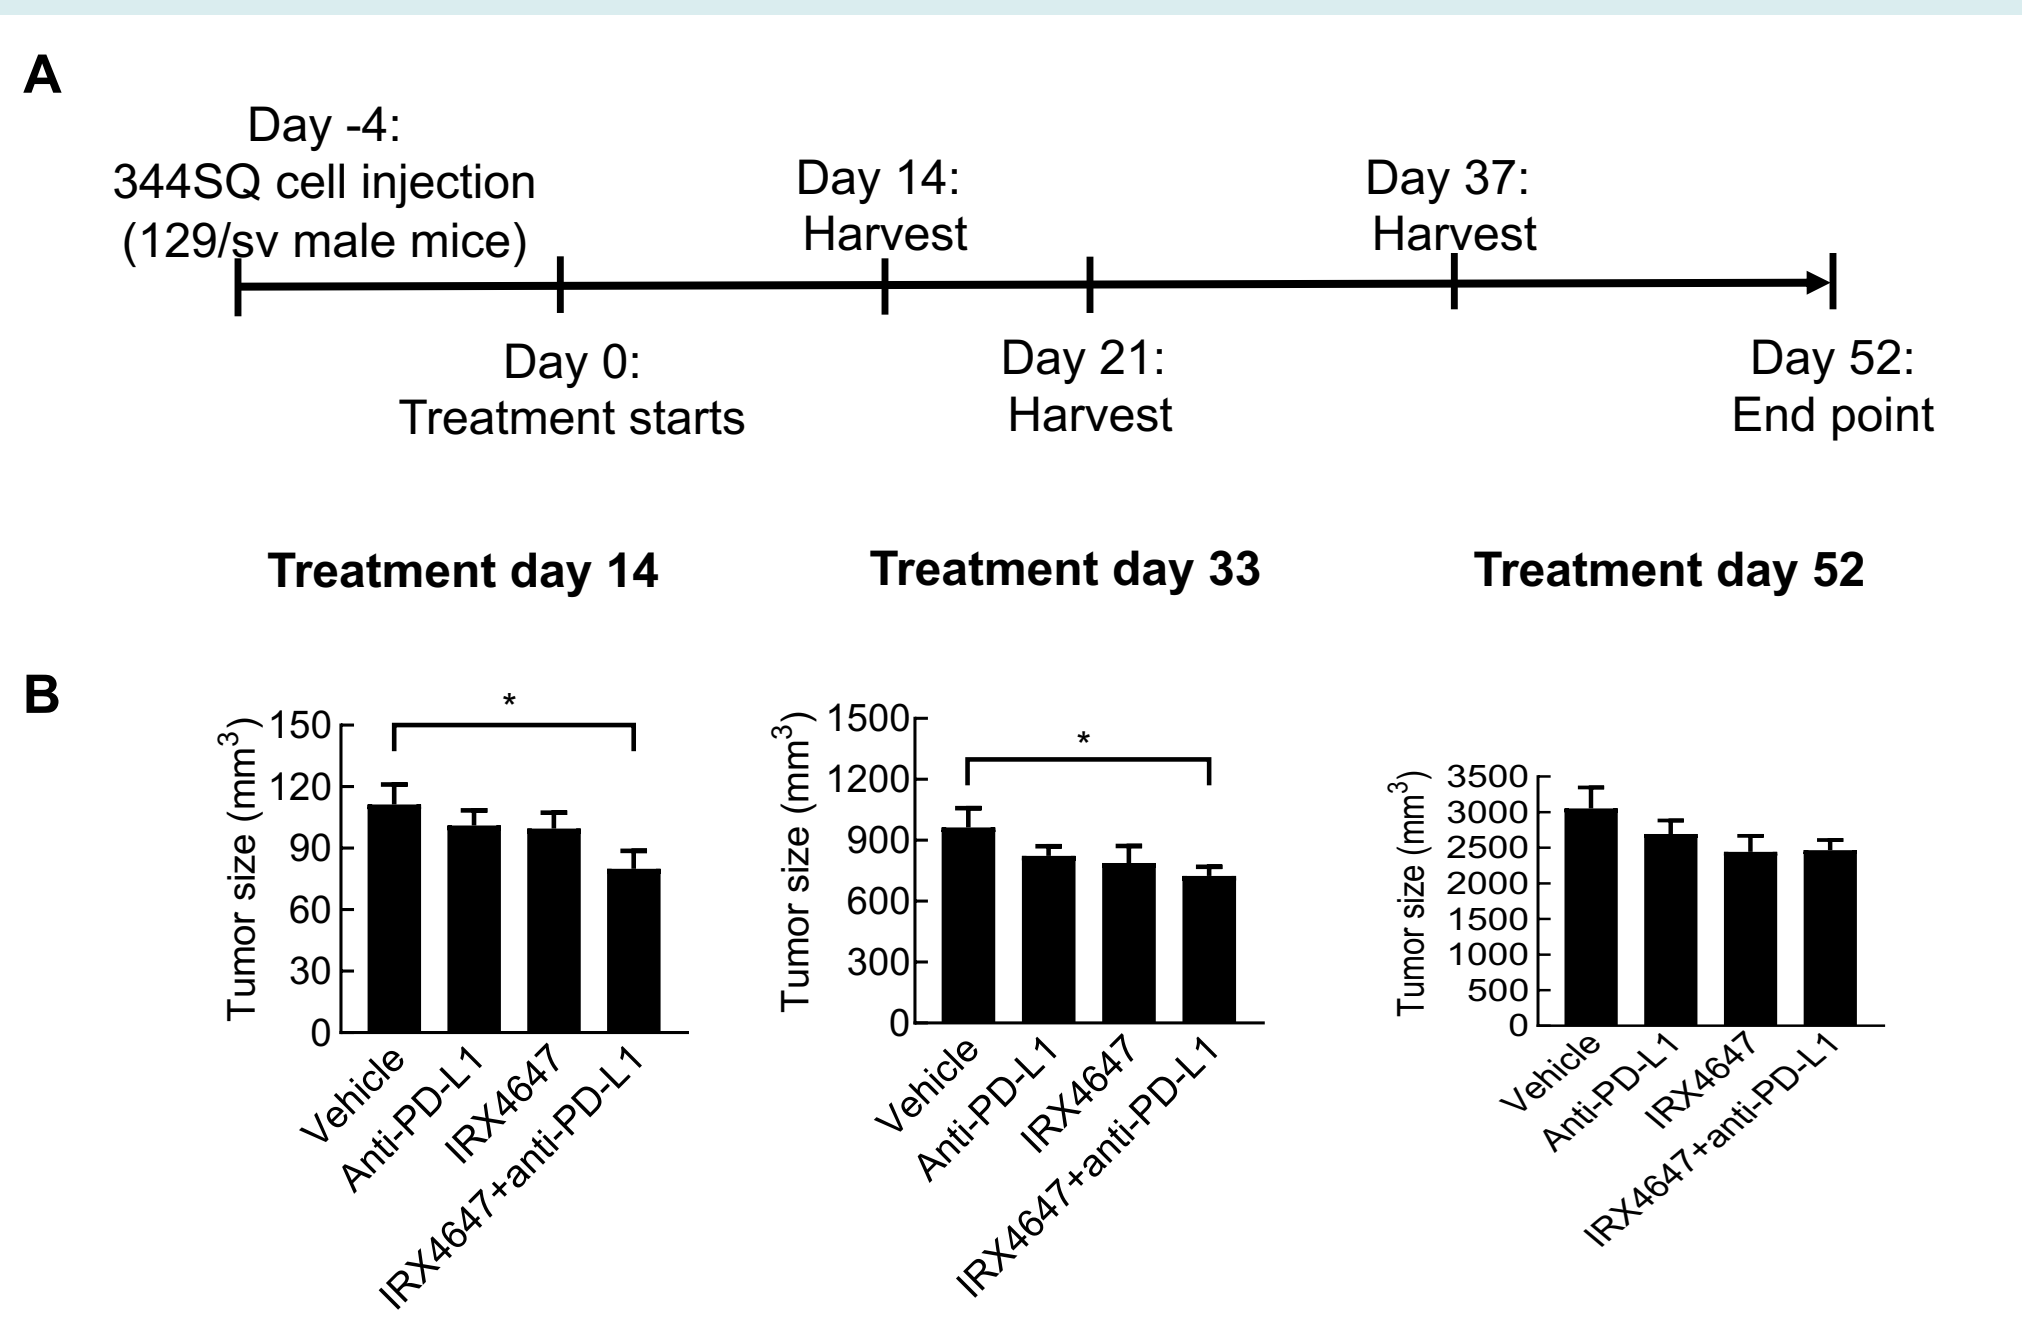 A
Day -4:
344SQ cell injection
(129/sv male mice)
Day 14:
Harvest
Day 37:
Harvest
Day 0:
Treatment starts
Day 21:
Harvest
Day 52:
End point
Treatment day 14
Treatment day 33
Treatment day 52
B
Tumor size (mm³)
150
120
90
60
30
0
*
Vehicle
Anti-PD-L1
IRX4647
IRX4647+anti-PD-L1
Tumor size (mm³)
1500
1200
900
600
300
0
*
Vehicle
Anti-PD-L1
IRX4647
IRX4647+anti-PD-L1
Tumor size (mm³)
3500
3000
2500
2000
1500
1000
500
0
Vehicle
Anti-PD-L1
IRX4647
IRX4647+anti-PD-L1